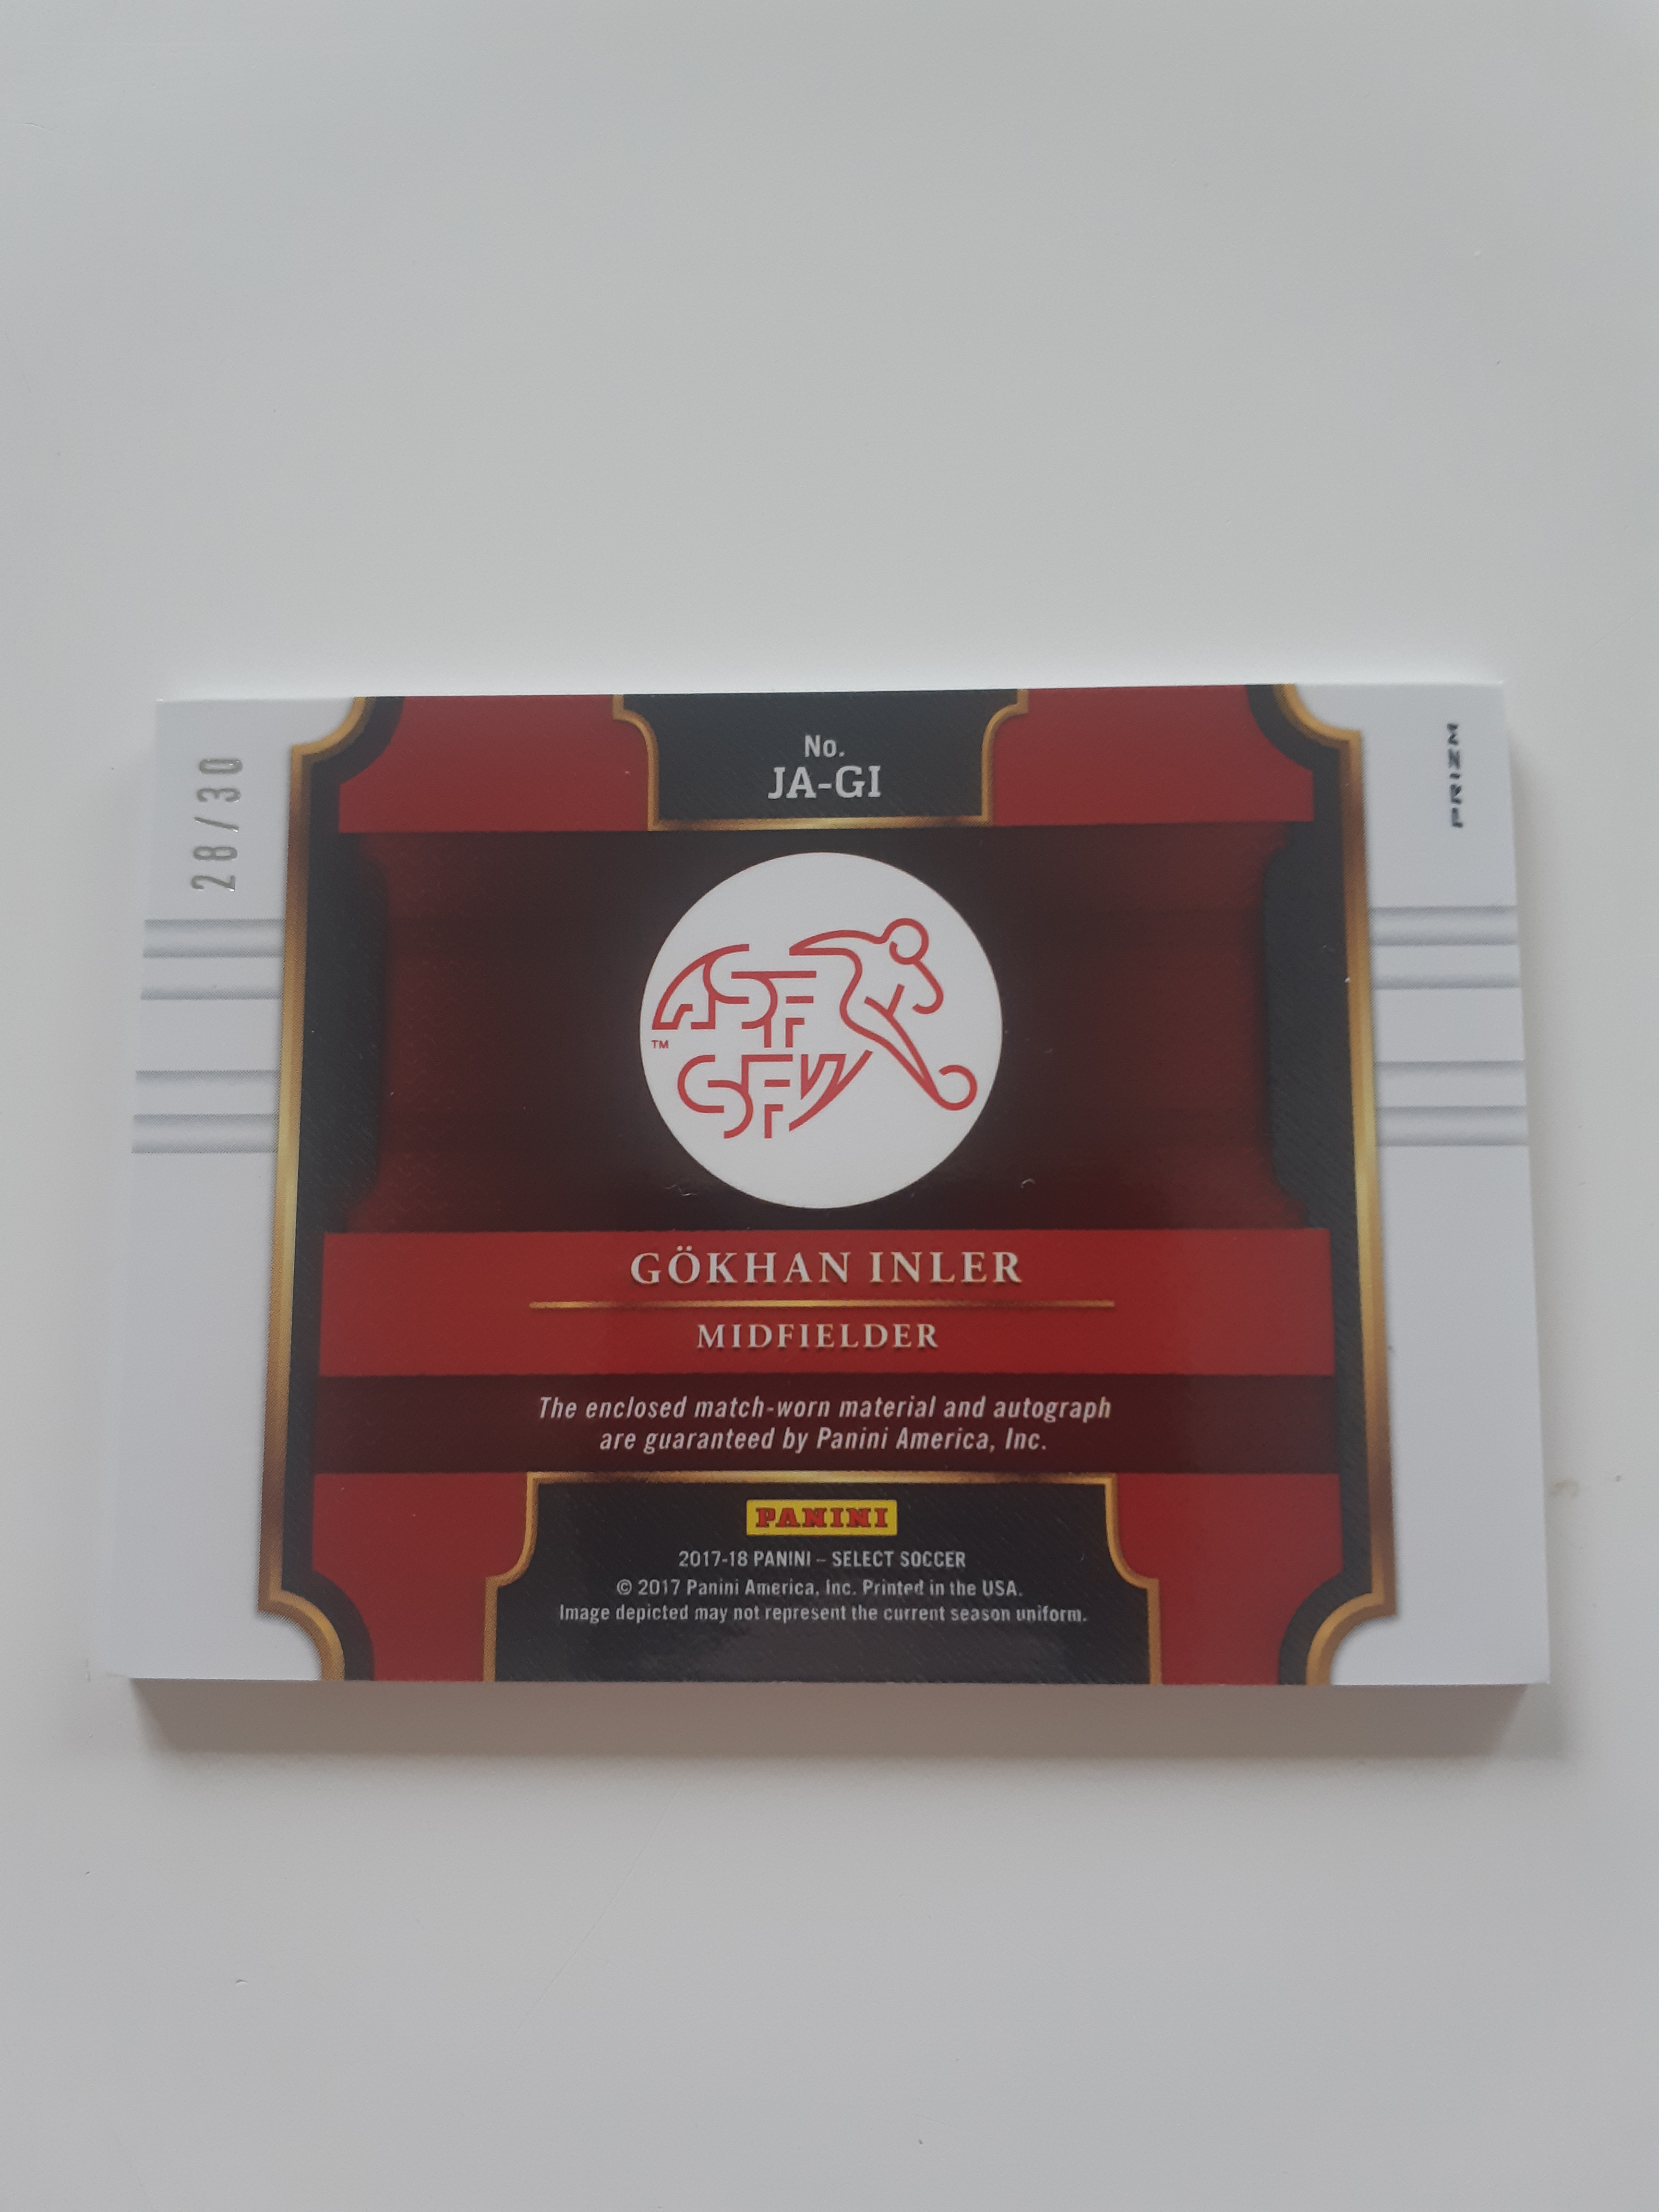 28/30
No.
JA-GI
PRIZM
ASF
TM
SFV
GÖKHAN INLER
MIDFIELDER
The enclosed match-worn material and autograph
are guaranteed by Panini America, Inc.
PANINI
2017-18 PANINI – SELECT SOCCER
© 2017 Panini America, Inc. Printed in the USA.
Image depicted may not represent the current season uniform.